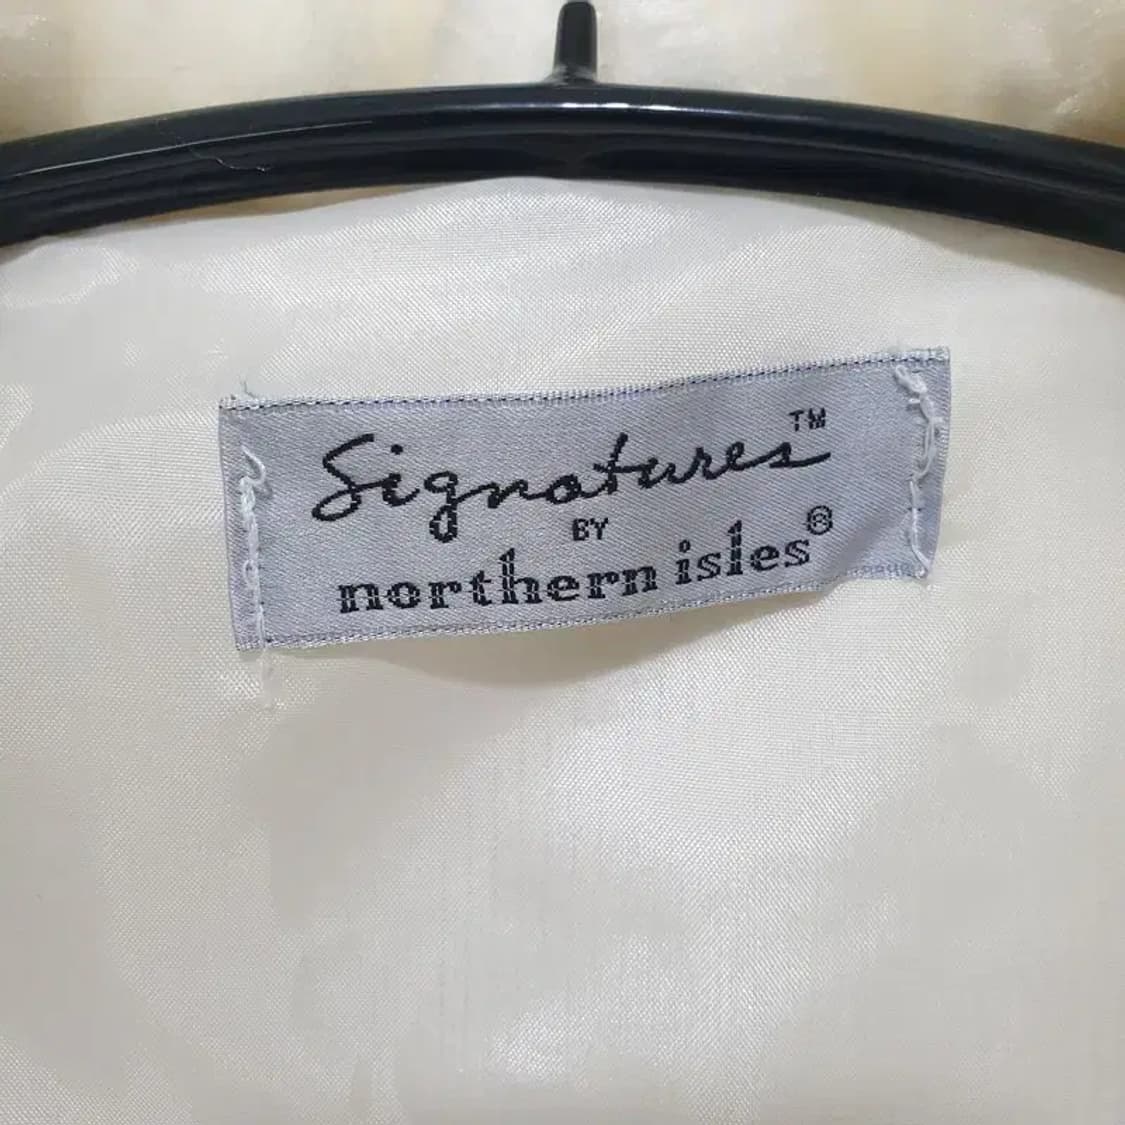 Signatures™
BY
northern isles®